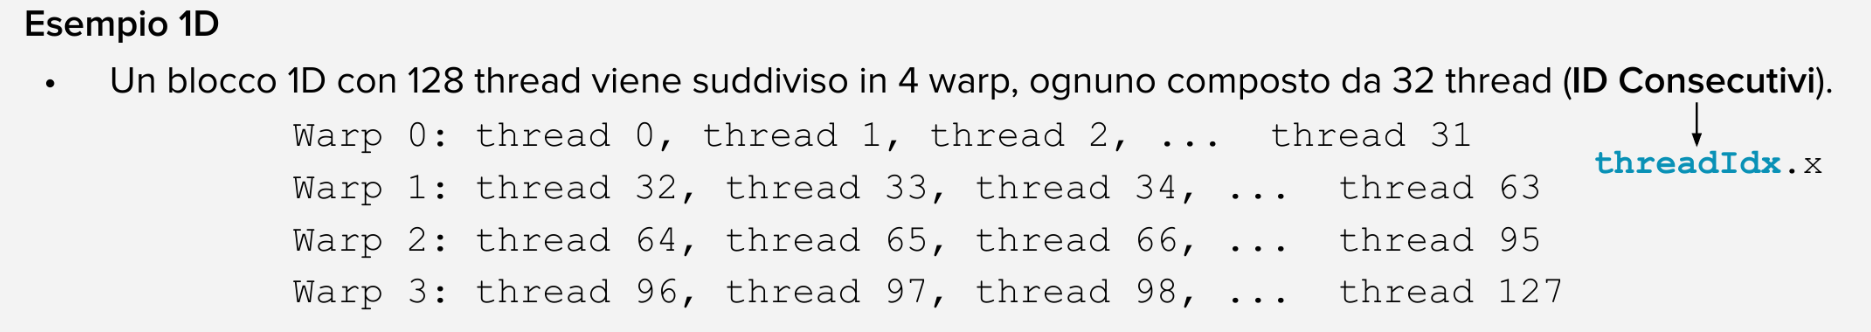 Esempio 1D
• Un blocco 1D con 128 thread viene suddiviso in 4 warp, ognuno composto da 32 thread (ID Consecutivi).
Warp 0: thread 0, thread 1, thread 2, ... thread 31
threadIdx.x
Warp 1: thread 32, thread 33, thread 34, ... thread 63
Warp 2: thread 64, thread 65, thread 66, ... thread 95
Warp 3: thread 96, thread 97, thread 98, ... thread 127